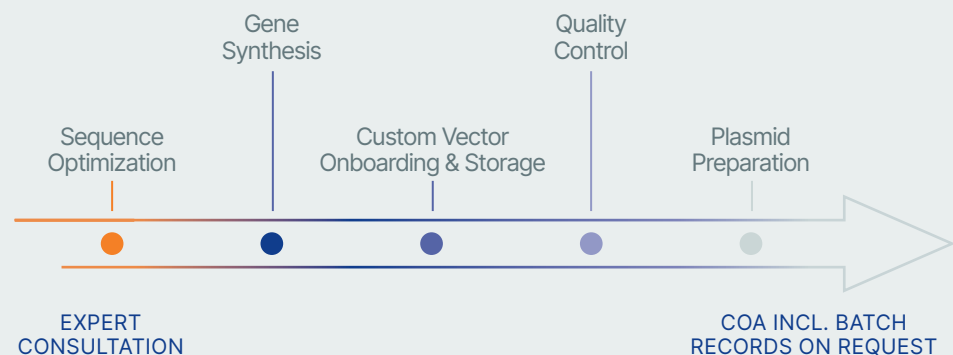 Gene
Synthesis
Quality
Control
Sequence
Optimization
Custom Vector
Onboarding & Storage
Plasmid
Preparation
EXPERT
CONSULTATION
COA INCL. BATCH
RECORDS ON REQUEST